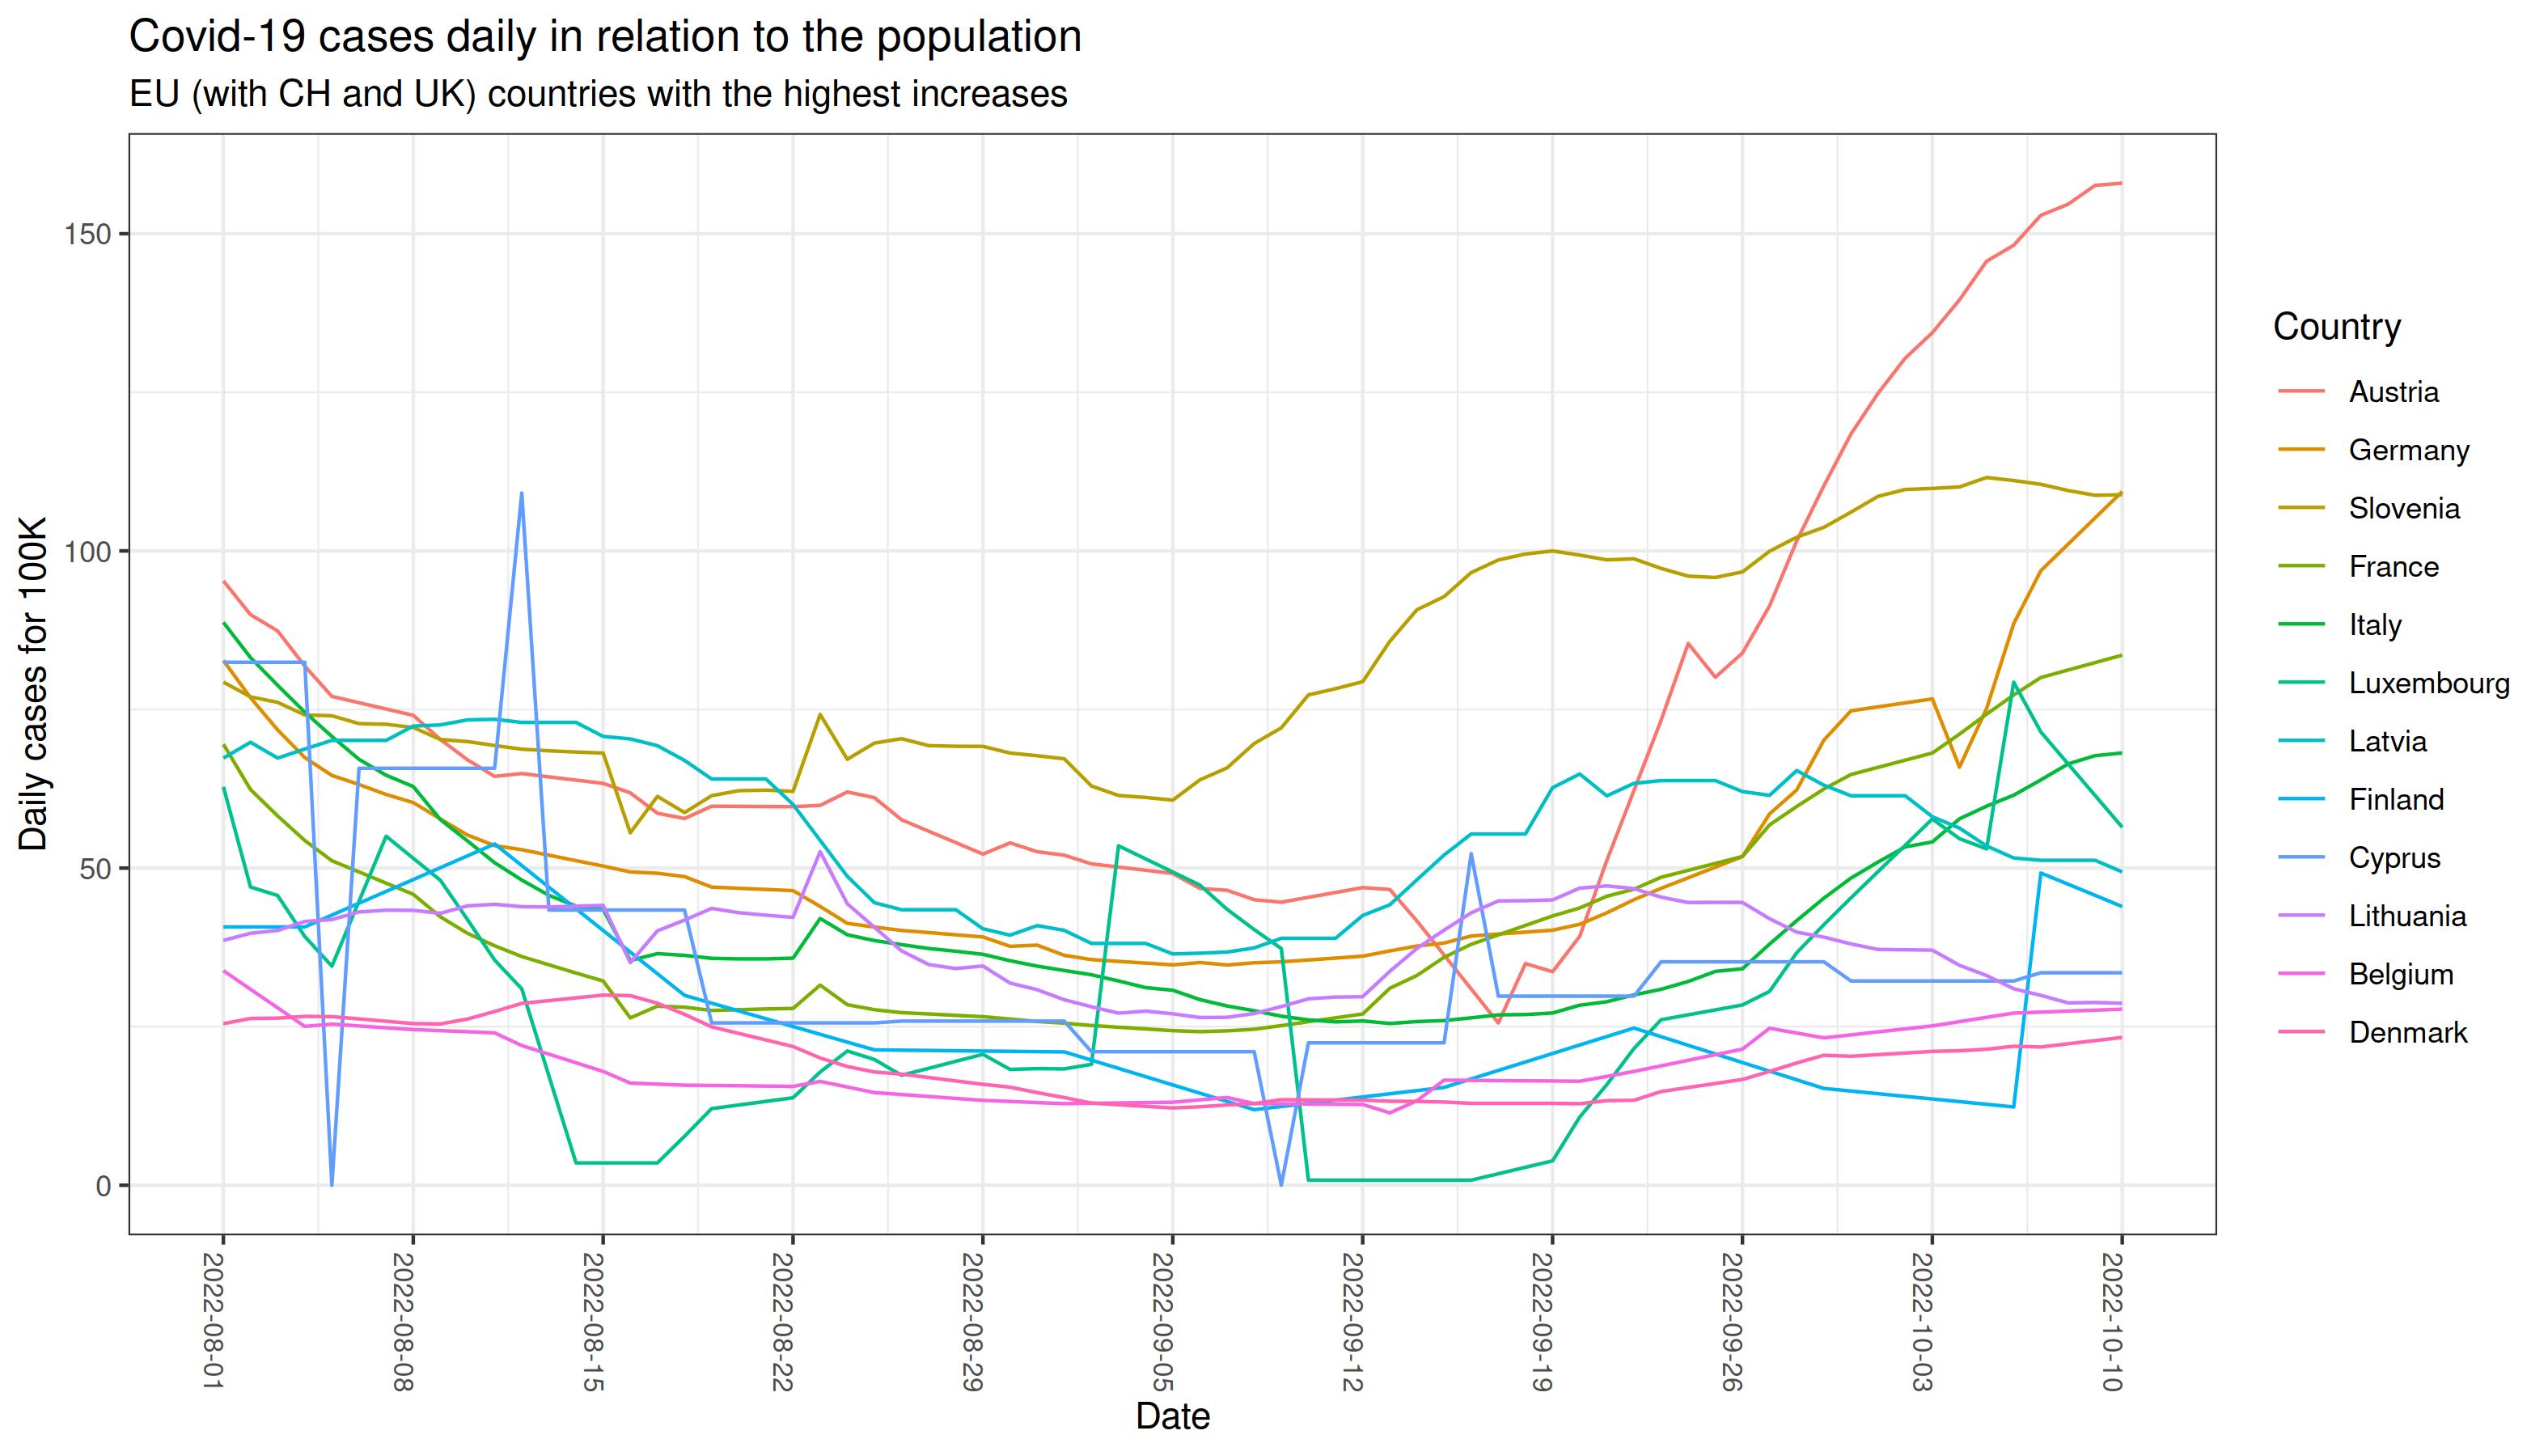 Covid-19 cases daily in relation to the population
EU (with CH and UK) countries with the highest increases
Daily cases for 100K
150
100
50
0
2022-08-01
2022-08-08
2022-08-15
2022-08-22
2022-08-29
2022-09-05
2022-09-12
2022-09-19
2022-09-26
2022-10-03
2022-10-10
Date
Country
Austria
Germany
Slovenia
France
Italy
Luxembourg
Latvia
Finland
Cyprus
Lithuania
Belgium
Denmark